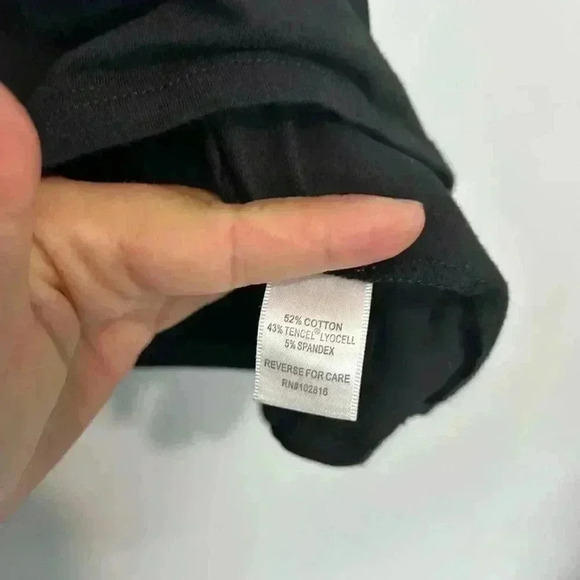 52% COTTON
43% TENCEL® LYOCELL
5% SPANDEX
REVERSE FOR CARE
RN#102816